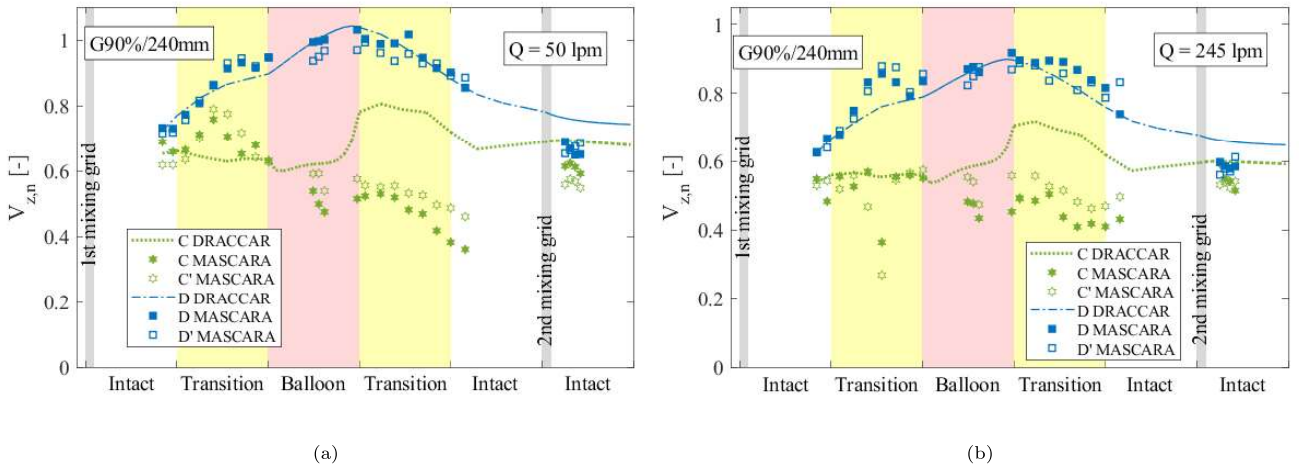 G90%/240mm
Q = 50 lpm
V_{z,n} [-]
1
0.8
0.6
0.4
0.2
0
1st mixing grid
2nd mixing grid
C DRACCAR
C MASCARA
C' MASCARA
D DRACCAR
D MASCARA
D' MASCARA
Intact Transition Balloon Transition Intact Intact
(a)
G90%/240mm
Q = 245 lpm
V_{z,n} [-]
1
0.8
0.6
0.4
0.2
0
1st mixing grid
2nd mixing grid
C DRACCAR
C MASCARA
C' MASCARA
D DRACCAR
D MASCARA
D' MASCARA
Intact Transition Balloon Transition Intact Intact
(b)